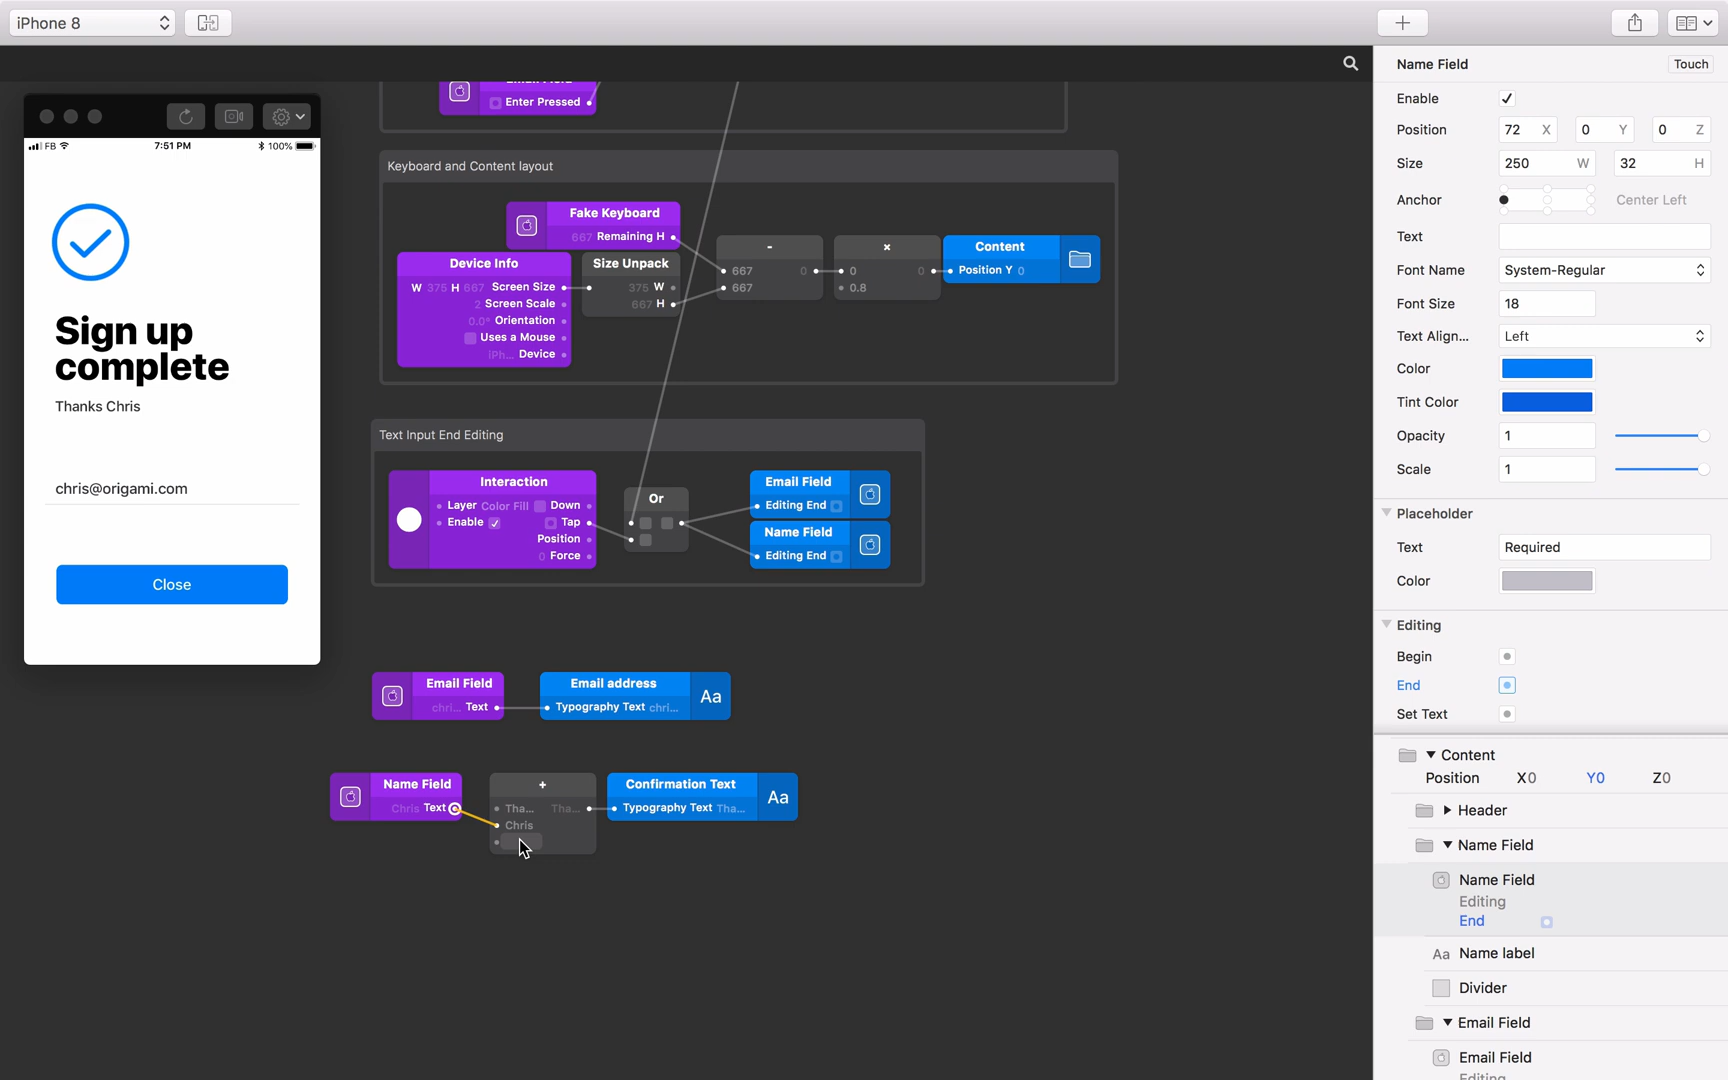 iPhone 8
Enter Pressed
Keyboard and Content layout
Fake Keyboard
667 Remaining H
Device Info
W 375 H 667 Screen Size
2 Screen Scale
0.0° Orientation
Uses a Mouse
iPh... Device
Size Unpack
375 W
667 H
-
667 0
667
×
0 0
0.8
Content
Position Y 0
Text Input End Editing
Interaction
Layer Color Fill Down
Enable Tap
Position
0 Force
Or
Email Field
Editing End
Name Field
Editing End
Email Field
chri... Text
Email address
Typography Text chri...
Aa
Name Field
Chris Text
+
Tha... Tha...
Chris
Confirmation Text
Typography Text Tha...
Aa
FB 7:51 PM 100%
Sign up
complete
Thanks Chris
chris@origami.com
Close
Name Field Touch
Enable
Position 72 X 0 Y 0 Z
Size 250 W 32 H
Anchor Center Left
Text
Font Name System-Regular
Font Size 18
Text Align... Left
Color
Tint Color
Opacity 1
Scale 1
Placeholder
Text Required
Color
Editing
Begin
End
Set Text
Content
Position X0 Y0 Z0
Header
Name Field
Name Field
Editing
End
Aa Name label
Divider
Email Field
Email Field